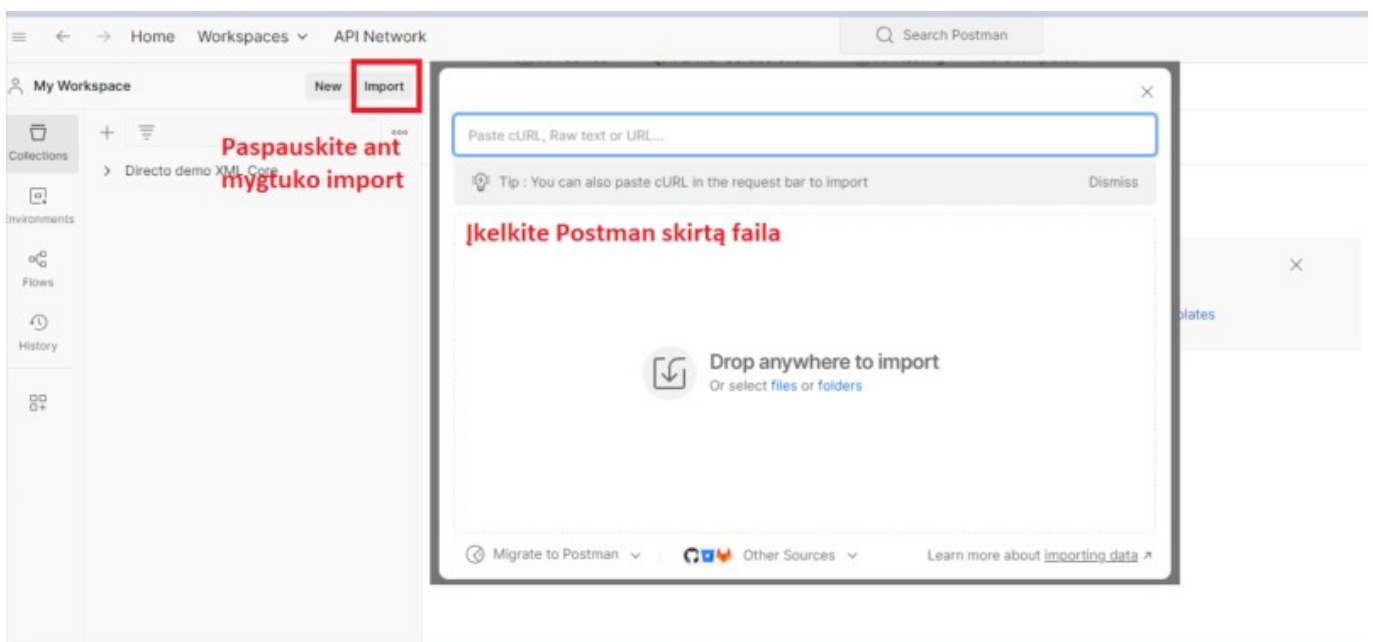 Home Workspaces API Network
Search Postman
My Workspace
New Import
Paspauskite ant
mygtuko import
Collections
Directo demo XML Core
Environments
Flows
History
Paste cURL, Raw text or URL...
Tip : You can also paste cURL in the request bar to import Dismiss
Įkelkite Postman skirtą faila
Drop anywhere to import
Or select files or folders
Migrate to Postman
Other Sources
Learn more about importing data
plates